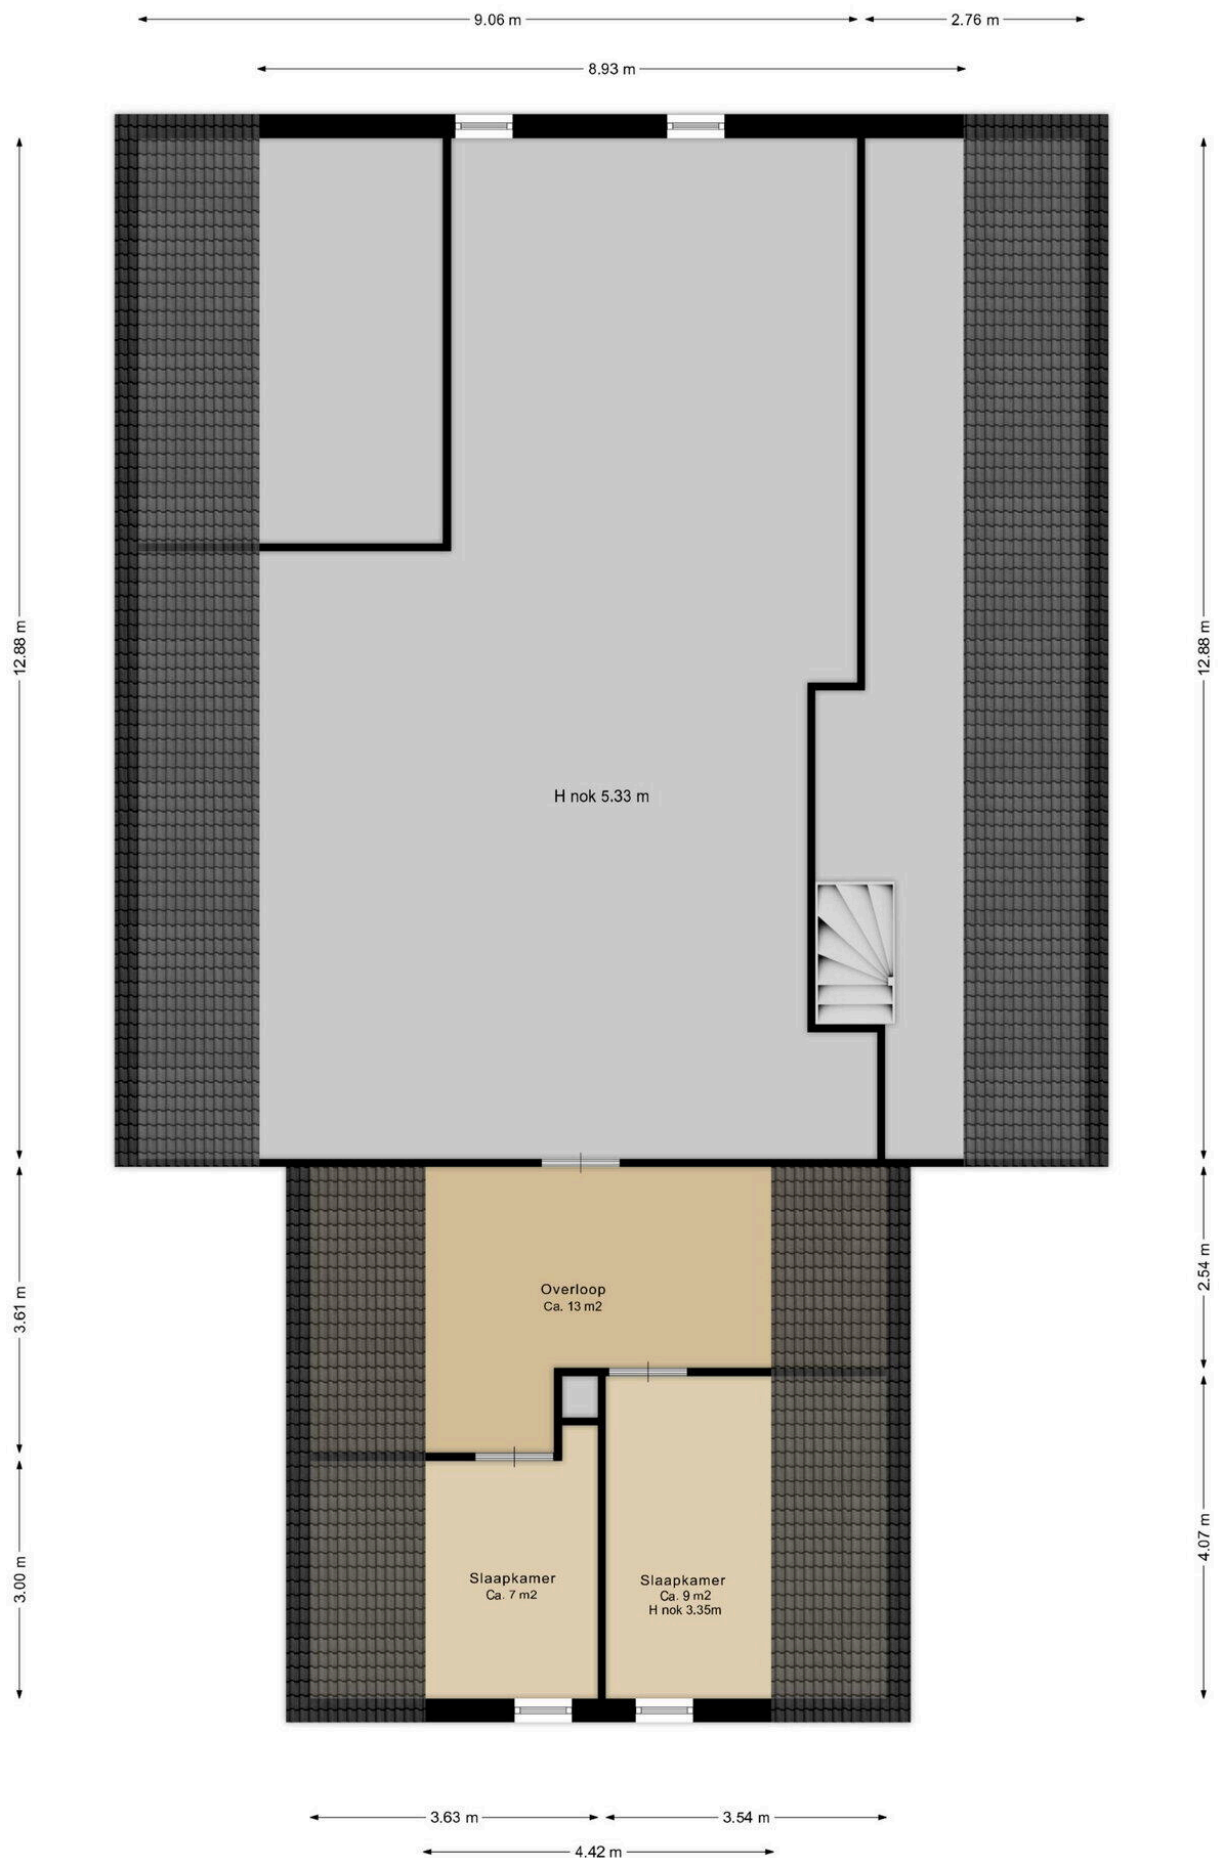 9.06 m
2.76 m
8.93 m
12.88 m
12.88 m
H nok 5.33 m
3.61 m
2.54 m
Overloop
Ca. 13 m2
3.00 m
4.07 m
Slaapkamer
Ca. 7 m2
Slaapkamer
Ca. 9 m2
H nok 3.35m
3.63 m
3.54 m
4.42 m